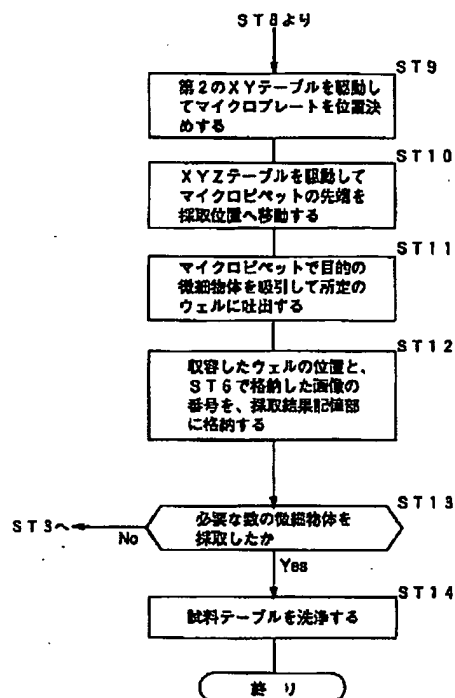 ST8より
ST9
第2のXYテーブルを駆動し
てマイクロプレートを位置決
めする
ST10
XYZテーブルを駆動して
マイクロピペットの先端を
採取位置へ移動する
ST11
マイクロピペットで目的の
微細物体を吸引して所定の
ウェルに吐出する
ST12
収容したウェルの位置と、
ST6で格納した画像の
番号を、採取結果記憶部
に格納する
ST13
必要な数の微細物体を
採取したか
ST3へ
No
Yes
ST14
試料テーブルを洗浄する
終り